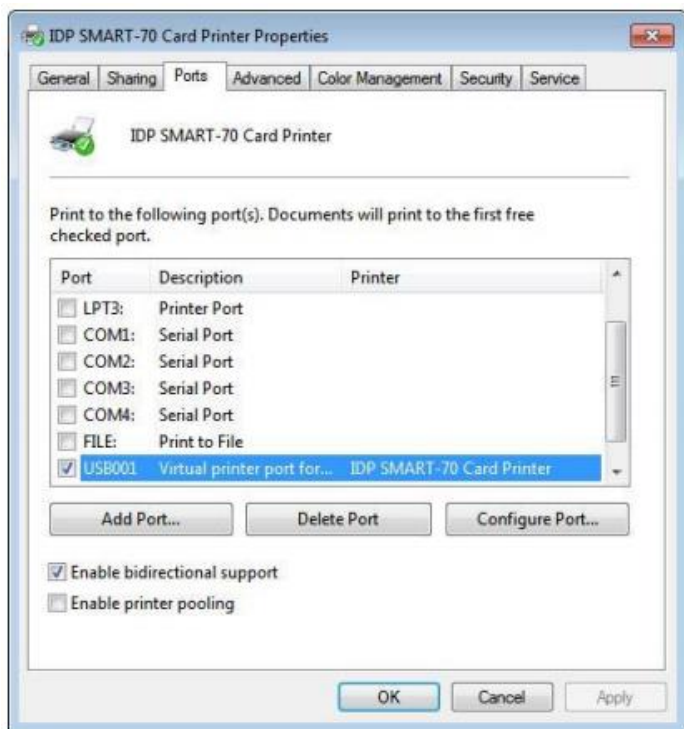 IDP SMART-70 Card Printer Properties
General Sharing Ports Advanced Color Management Security Service
IDP SMART-70 Card Printer
Print to the following port(s). Documents will print to the first free
checked port.
Port Description Printer
LPT3: Printer Port
COM1: Serial Port
COM2: Serial Port
COM3: Serial Port
COM4: Serial Port
FILE: Print to File
USB001 Virtual printer port for... IDP SMART-70 Card Printer
Add Port... Delete Port Configure Port...
Enable bidirectional support
Enable printer pooling
OK Cancel Apply